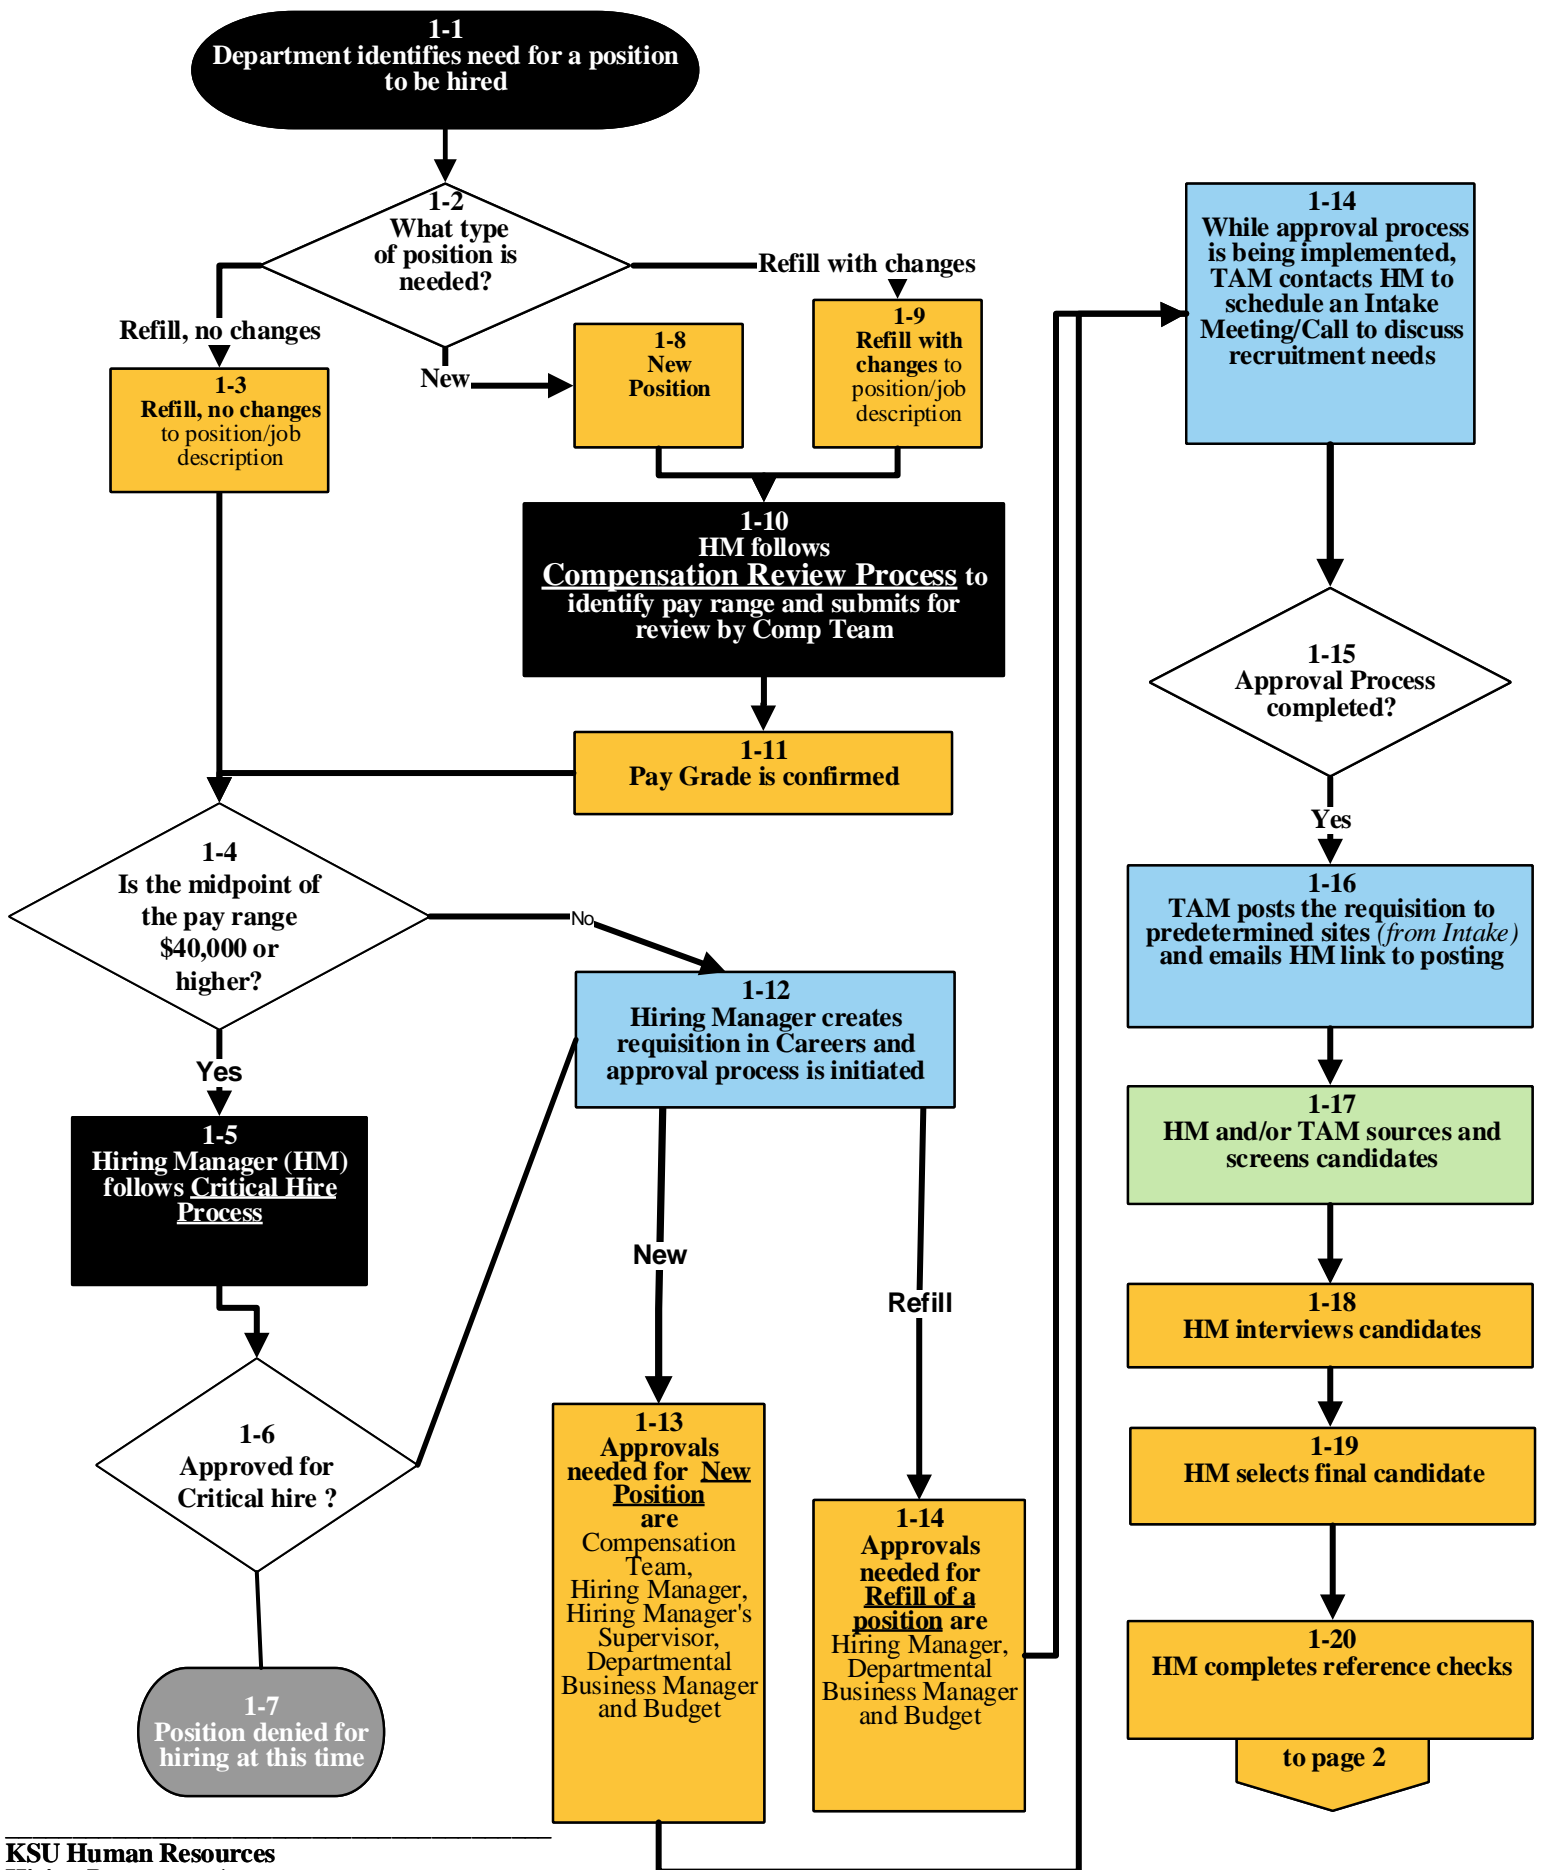 1-1
Department identifies need for a position
to be hired
1-2
What type
of position is
needed?
Refill with changes
Refill, no changes
New
1-3
Refill, no changes
to position/job
description
1-8
New
Position
1-9
Refill with
changes to
position/job
description
1-10
HM follows
Compensation Review Process to
identify pay range and submits for
review by Comp Team
1-11
Pay Grade is confirmed
1-4
Is the midpoint of
the pay range
$40,000 or
higher?
No
Yes
1-5
Hiring Manager (HM)
follows Critical Hire
Process
1-6
Approved for
Critical hire ?
1-7
Position denied for
hiring at this time
1-12
Hiring Manager creates
requisition in Careers and
approval process is initiated
New
Refill
1-13
Approvals
needed for New
Position
are
Compensation
Team,
Hiring Manager,
Hiring Manager's
Supervisor,
Departmental
Business Manager
and Budget
1-14
Approvals
needed for
Refill of a
position are
Hiring Manager,
Departmental
Business Manager
and Budget
1-14
While approval process
is being implemented,
TAM contacts HM to
schedule an Intake
Meeting/Call to discuss
recruitment needs
1-15
Approval Process
completed?
Yes
1-16
TAM posts the requisition to
predetermined sites (from Intake)
and emails HM link to posting
1-17
HM and/or TAM sources and
screens candidates
1-18
HM interviews candidates
1-19
HM selects final candidate
1-20
HM completes reference checks
to page 2
KSU Human Resources